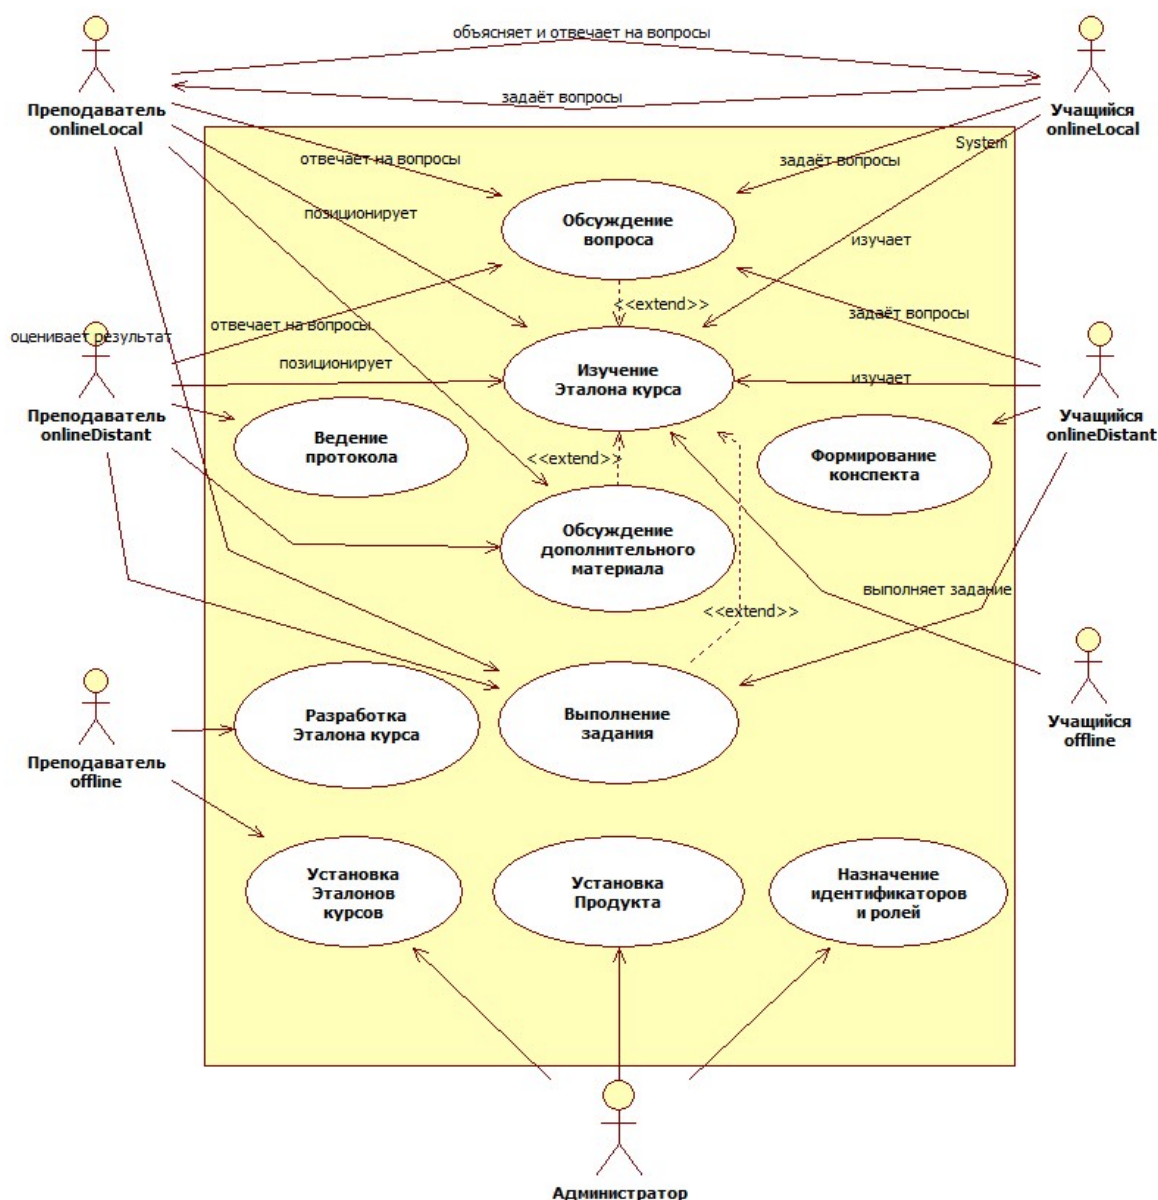 объясняет и отвечает на вопросы
задаёт вопросы
Преподаватель
onlineLocal
Учащийся
onlineLocal
System
отвечает на вопросы
задаёт вопросы
позиционирует
Обсуждение
вопроса
изучает
<<extend>>
отвечает на вопросы
задаёт вопросы
оценивает результат
позиционирует
Изучение
Эталона курса
изучает
Преподаватель
onlineDistant
Учащийся
onlineDistant
Ведение
протокола
<<extend>>
Формирование
конспекта
Обсуждение
дополнительного
материала
выполняет задание
<<extend>>
Разработка
Эталона курса
Выполнение
задания
Преподаватель
offline
Учащийся
offline
Установка
Эталонов
курсов
Установка
Продукта
Назначение
идентификаторов
и ролей
Администратор